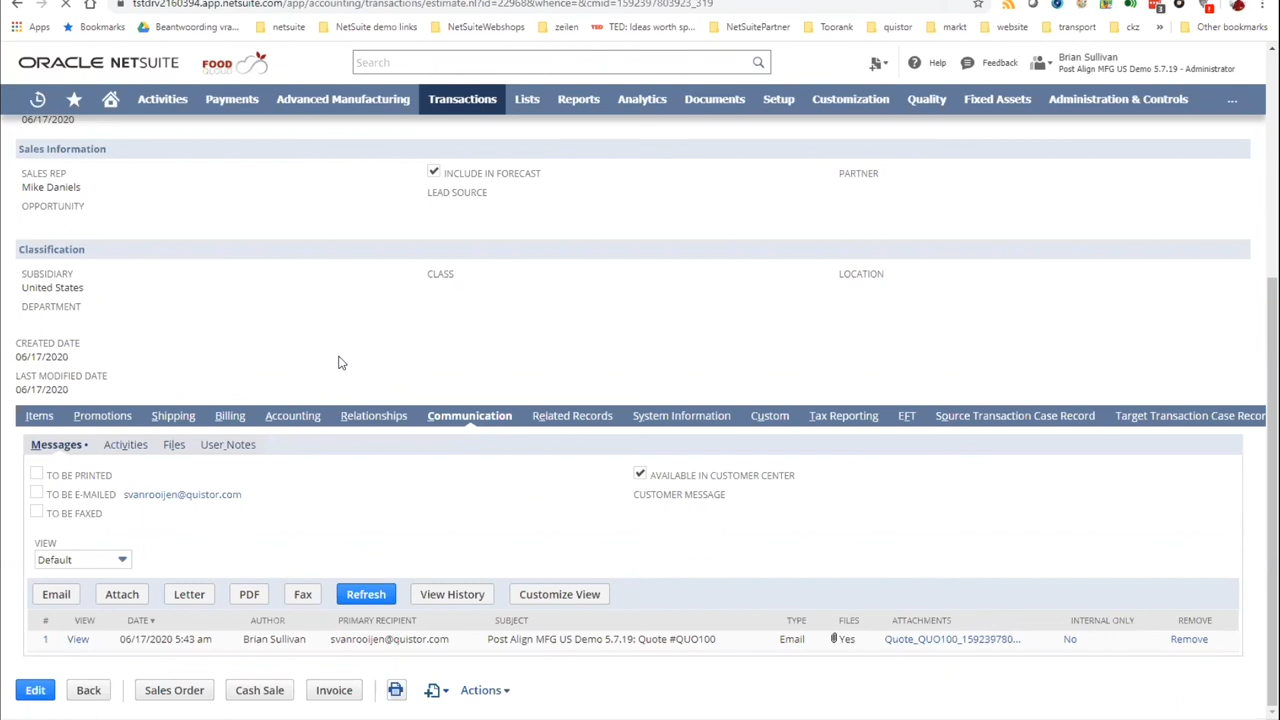 tstdrv2160394.app.netsuite.com/app/accounting/transactions/estimate.nl?id=22968&whence=&cmid=1592397803923_319
Apps Bookmarks Beantwoording vra... netsuite NetSuite demo links NetSuiteWebshops TED: Ideas worth sp... NetSuitePartner Toorank quistor markt zeilen website transport ckz » Other bookmarks
ORACLE NETSUITE FOOD QLOUD Search Help Feedback Brian Sullivan
Post Align MFG US Demo 5.7.19 - Administrator
Activities Payments Advanced Manufacturing Transactions Lists Reports Analytics Documents Setup Customization Quality Fixed Assets Administration & Controls ...
06/17/2020
Sales Information
SALES REP INCLUDE IN FORECAST PARTNER
Mike Daniels
OPPORTUNITY LEAD SOURCE
Classification
SUBSIDIARY CLASS LOCATION
United States
DEPARTMENT
CREATED DATE
06/17/2020
LAST MODIFIED DATE
06/17/2020
Items Promotions Shipping Billing Accounting Relationships Communication Related Records System Information Custom Tax Reporting EFT Source Transaction Case Record Target Transaction Case Recor
Messages • Activities Files User Notes
TO BE PRINTED AVAILABLE IN CUSTOMER CENTER
TO BE E-MAILED svanrooijen@quistor.com CUSTOMER MESSAGE
TO BE FAXED
VIEW
Default
Email Attach Letter PDF Fax Refresh View History Customize View
# VIEW DATE AUTHOR PRIMARY RECIPIENT SUBJECT TYPE FILES ATTACHMENTS INTERNAL ONLY REMOVE
1 View 06/17/2020 5:43 am Brian Sullivan svanrooijen@quistor.com Post Align MFG US Demo 5.7.19: Quote #QUO100 Email Yes Quote_QUO100_159239780... No Remove
Edit Back Sales Order Cash Sale Invoice Actions